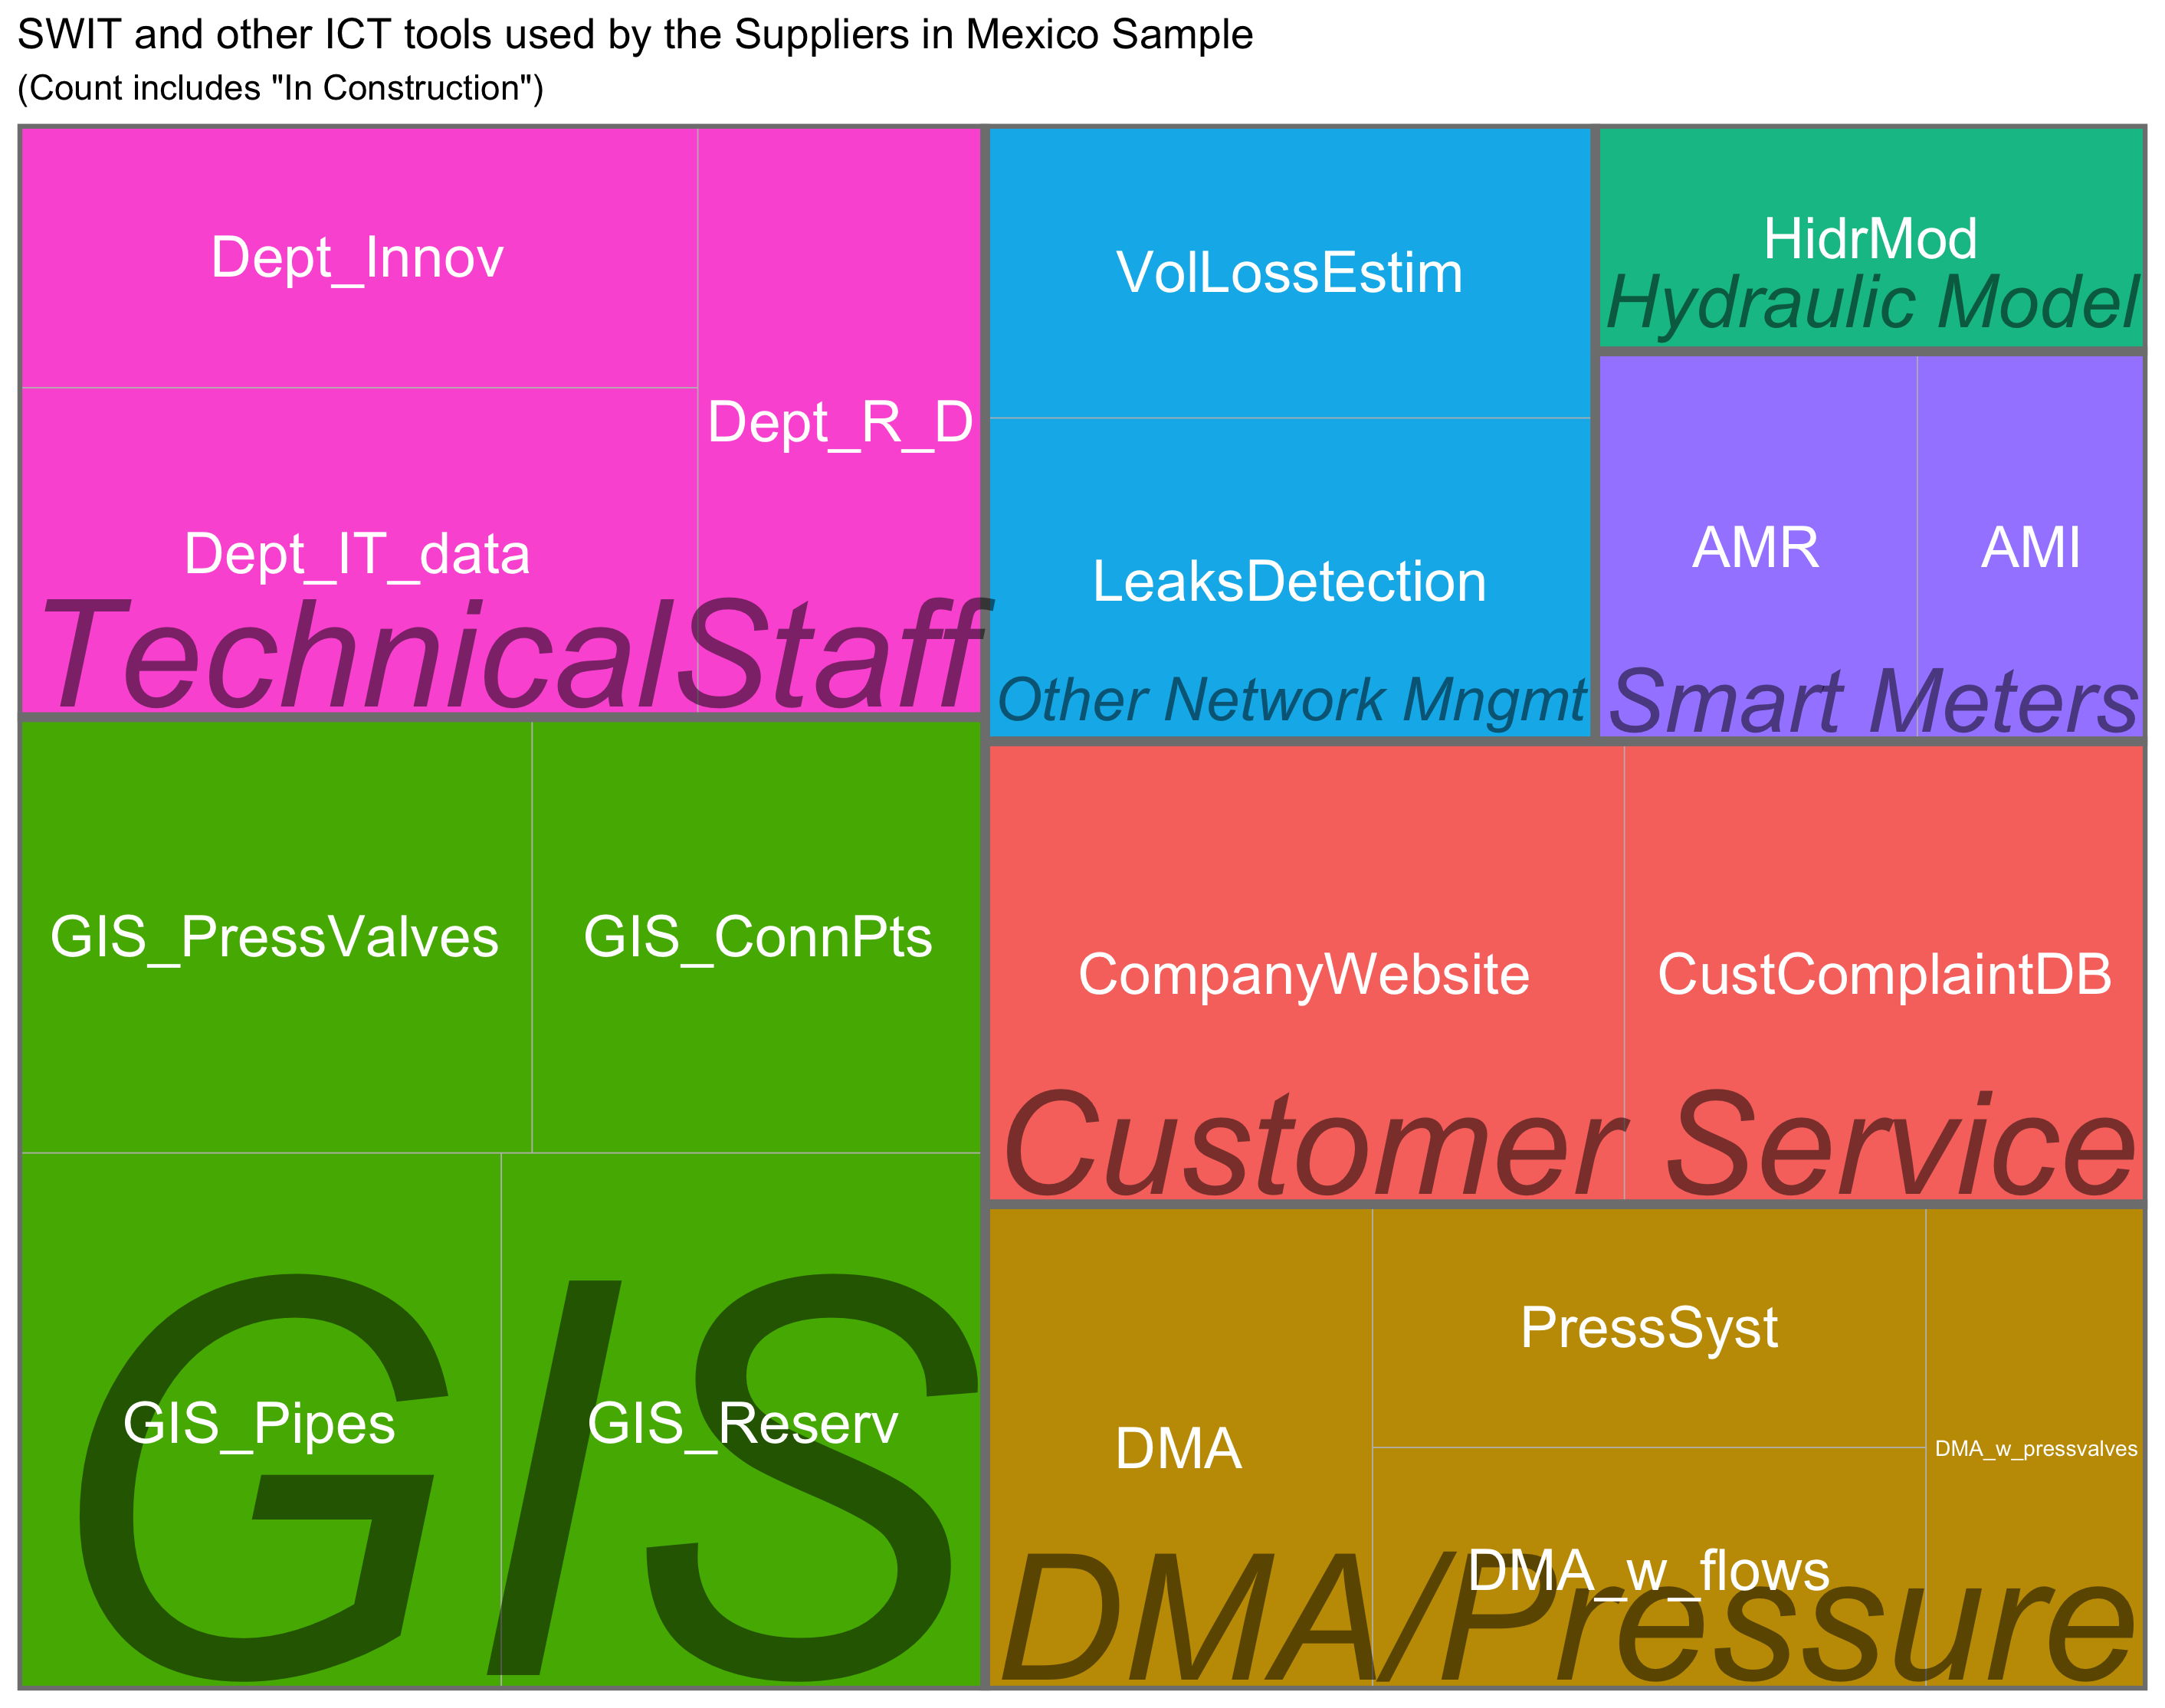 SWIT and other ICT tools used by the Suppliers in Mexico Sample
(Count includes "In Construction")
Dept_Innov
Dept_R_D
Dept_IT_data
TechnicalStaff
VolLossEstim
LeaksDetection
Other Network Mngmt
HidrMod
Hydraulic Model
AMR
AMI
Smart Meters
GIS_PressValves
GIS_ConnPts
GIS_Pipes
GIS_Reserv
GIS
CompanyWebsite
CustComplaintDB
Customer Service
DMA
PressSyst
DMA_w_flows
DMA_w_pressvalves
DMA/Pressure